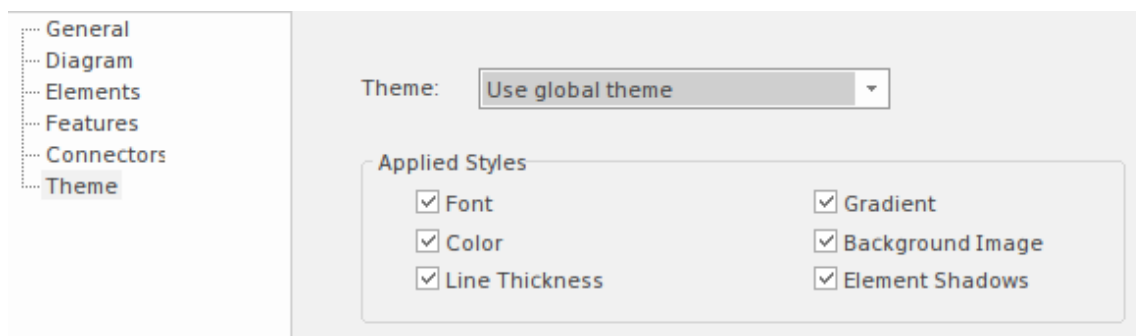 General
Diagram
Elements
Features
Connectors
Theme
Theme: Use global theme
Applied Styles
Font
Gradient
Color
Background Image
Line Thickness
Element Shadows